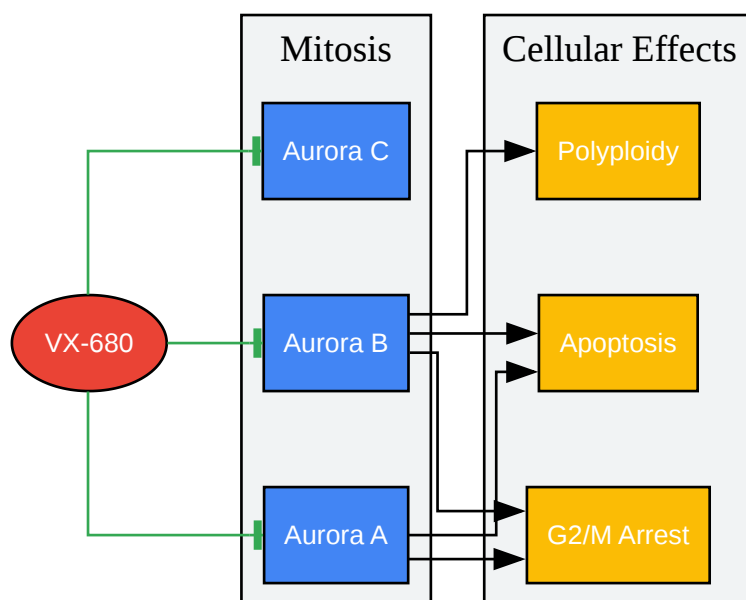 Mitosis
Cellular Effects
Aurora C
Polyploidy
VX-680
Aurora B
Apoptosis
Aurora A
G2/M Arrest